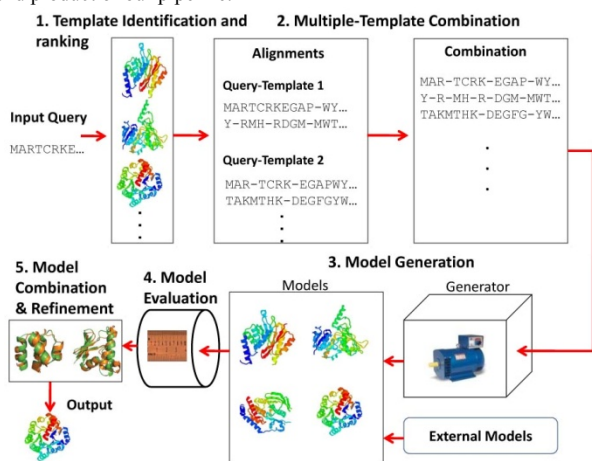 1. Template Identification and
ranking
2. Multiple-Template Combination
Alignments
Combination
Query-Template 1
MARTCRKEGAP-WY...
Y-RMH-RDGM-MWT...
Query-Template 2
MAR-TCRK-EGAPWY...
TAKMTHK-DEGFGYW...
MAR-TCRK-EGAP-WY...
Y-R-MH-R-DGM-MWT...
TAKMTHK-DEGFG-YW...
Input Query
MARTCRKE...
3. Model Generation
Models
Generator
External Models
4. Model
Evaluation
5. Model
Combination
& Refinement
Output